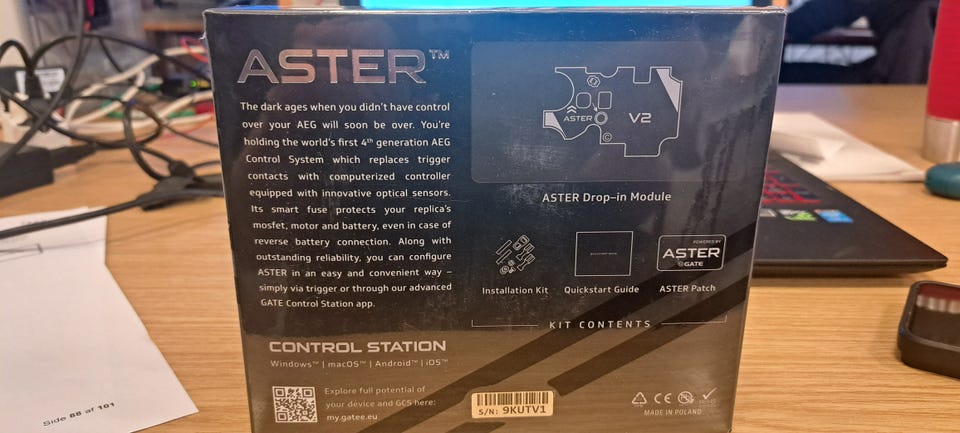 ASTER™
The dark ages when you didn't have control
over your AEG will soon be over. You're
holding the world's first 4th generation AEG
Control System which replaces trigger
contacts with computerized controller
equipped with innovative optical sensors.
Its smart fuse protects your replica's
mosfet, motor and battery, even in case of
reverse battery connection. Along with
outstanding reliability, you can configure
ASTER in an easy and convenient way –
simply via trigger or through our advanced
GATE Control Station app.
CONTROL STATION
Windows™ | macOS™ | Android™ | iOS™
Explore full potential of
your device and GCS here:
my.gatee.eu
ASTER
V2
©
ASTER Drop-in Module
POWERED BY
ASTER
GATE
Installation Kit
Quickstart Guide
ASTER Patch
KIT CONTENTS
S/N: 9KUTV1
CE
MADE IN POLAND
Side 88 af 101